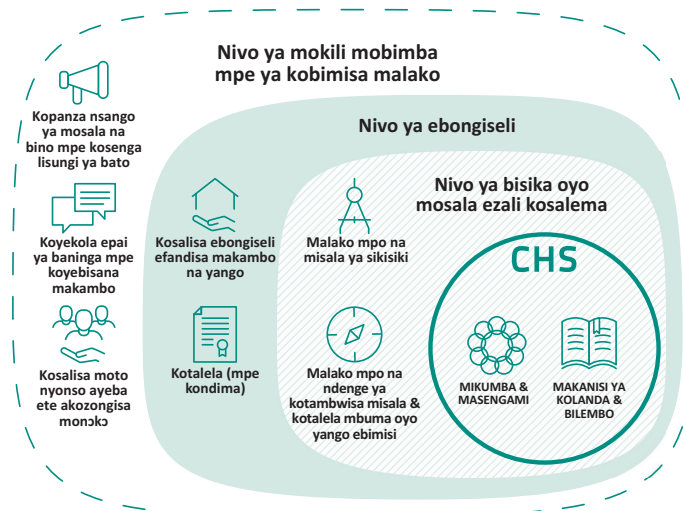 Nivo ya mokili mobimba
mpe ya kobimisa malako
Kopanza nsango
ya mosala na
bino mpe kosenga
lisungi ya bato
Koyekola epai
ya baninga mpe
koyebisana
makambo
Kosalisa moto
nyonso ayeba
ete akozongisa
monɔkɔ
Nivo ya ebongiseli
Kosalisa ebongiseli
efandisa makambo
na yango
Kotalela (mpe
kondima)
Nivo ya bisika oyo
mosala ezali kosalema
Malako mpo na
misala ya sikisiki
Malako mpo na
ndenge ya
kotambwisa misala &
kotalela mbuma oyo
yango ebimisi
CHS
MIKUMBA &
MASENGAMI
MAKANISI YA
KOLANDA &
BILEMBO